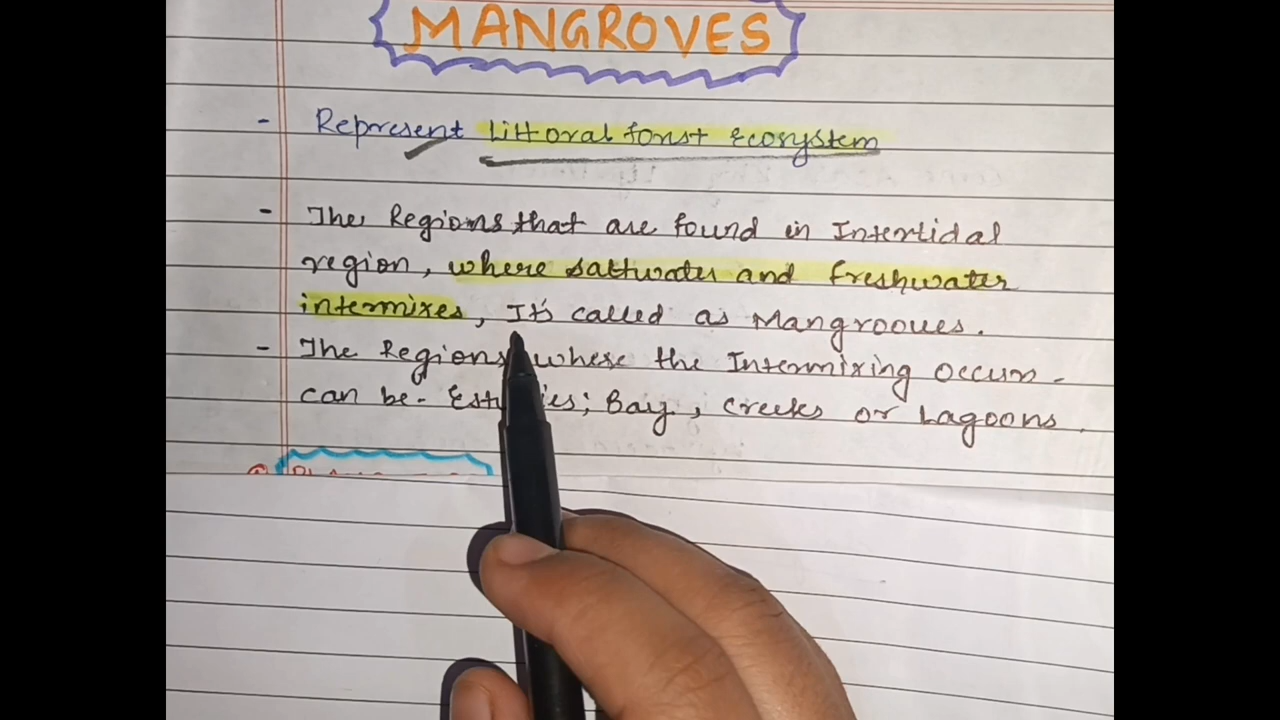 MANGROVES
- Represent Littoral forst Ecosystem
- The Regions that are found in Intertidal
region, where saltwater and freshwater
intermixes, It's called as Mangrooves.
- The Regions where the Intermixing occurs -
can be - ; Bay, creeks or Lagoons.